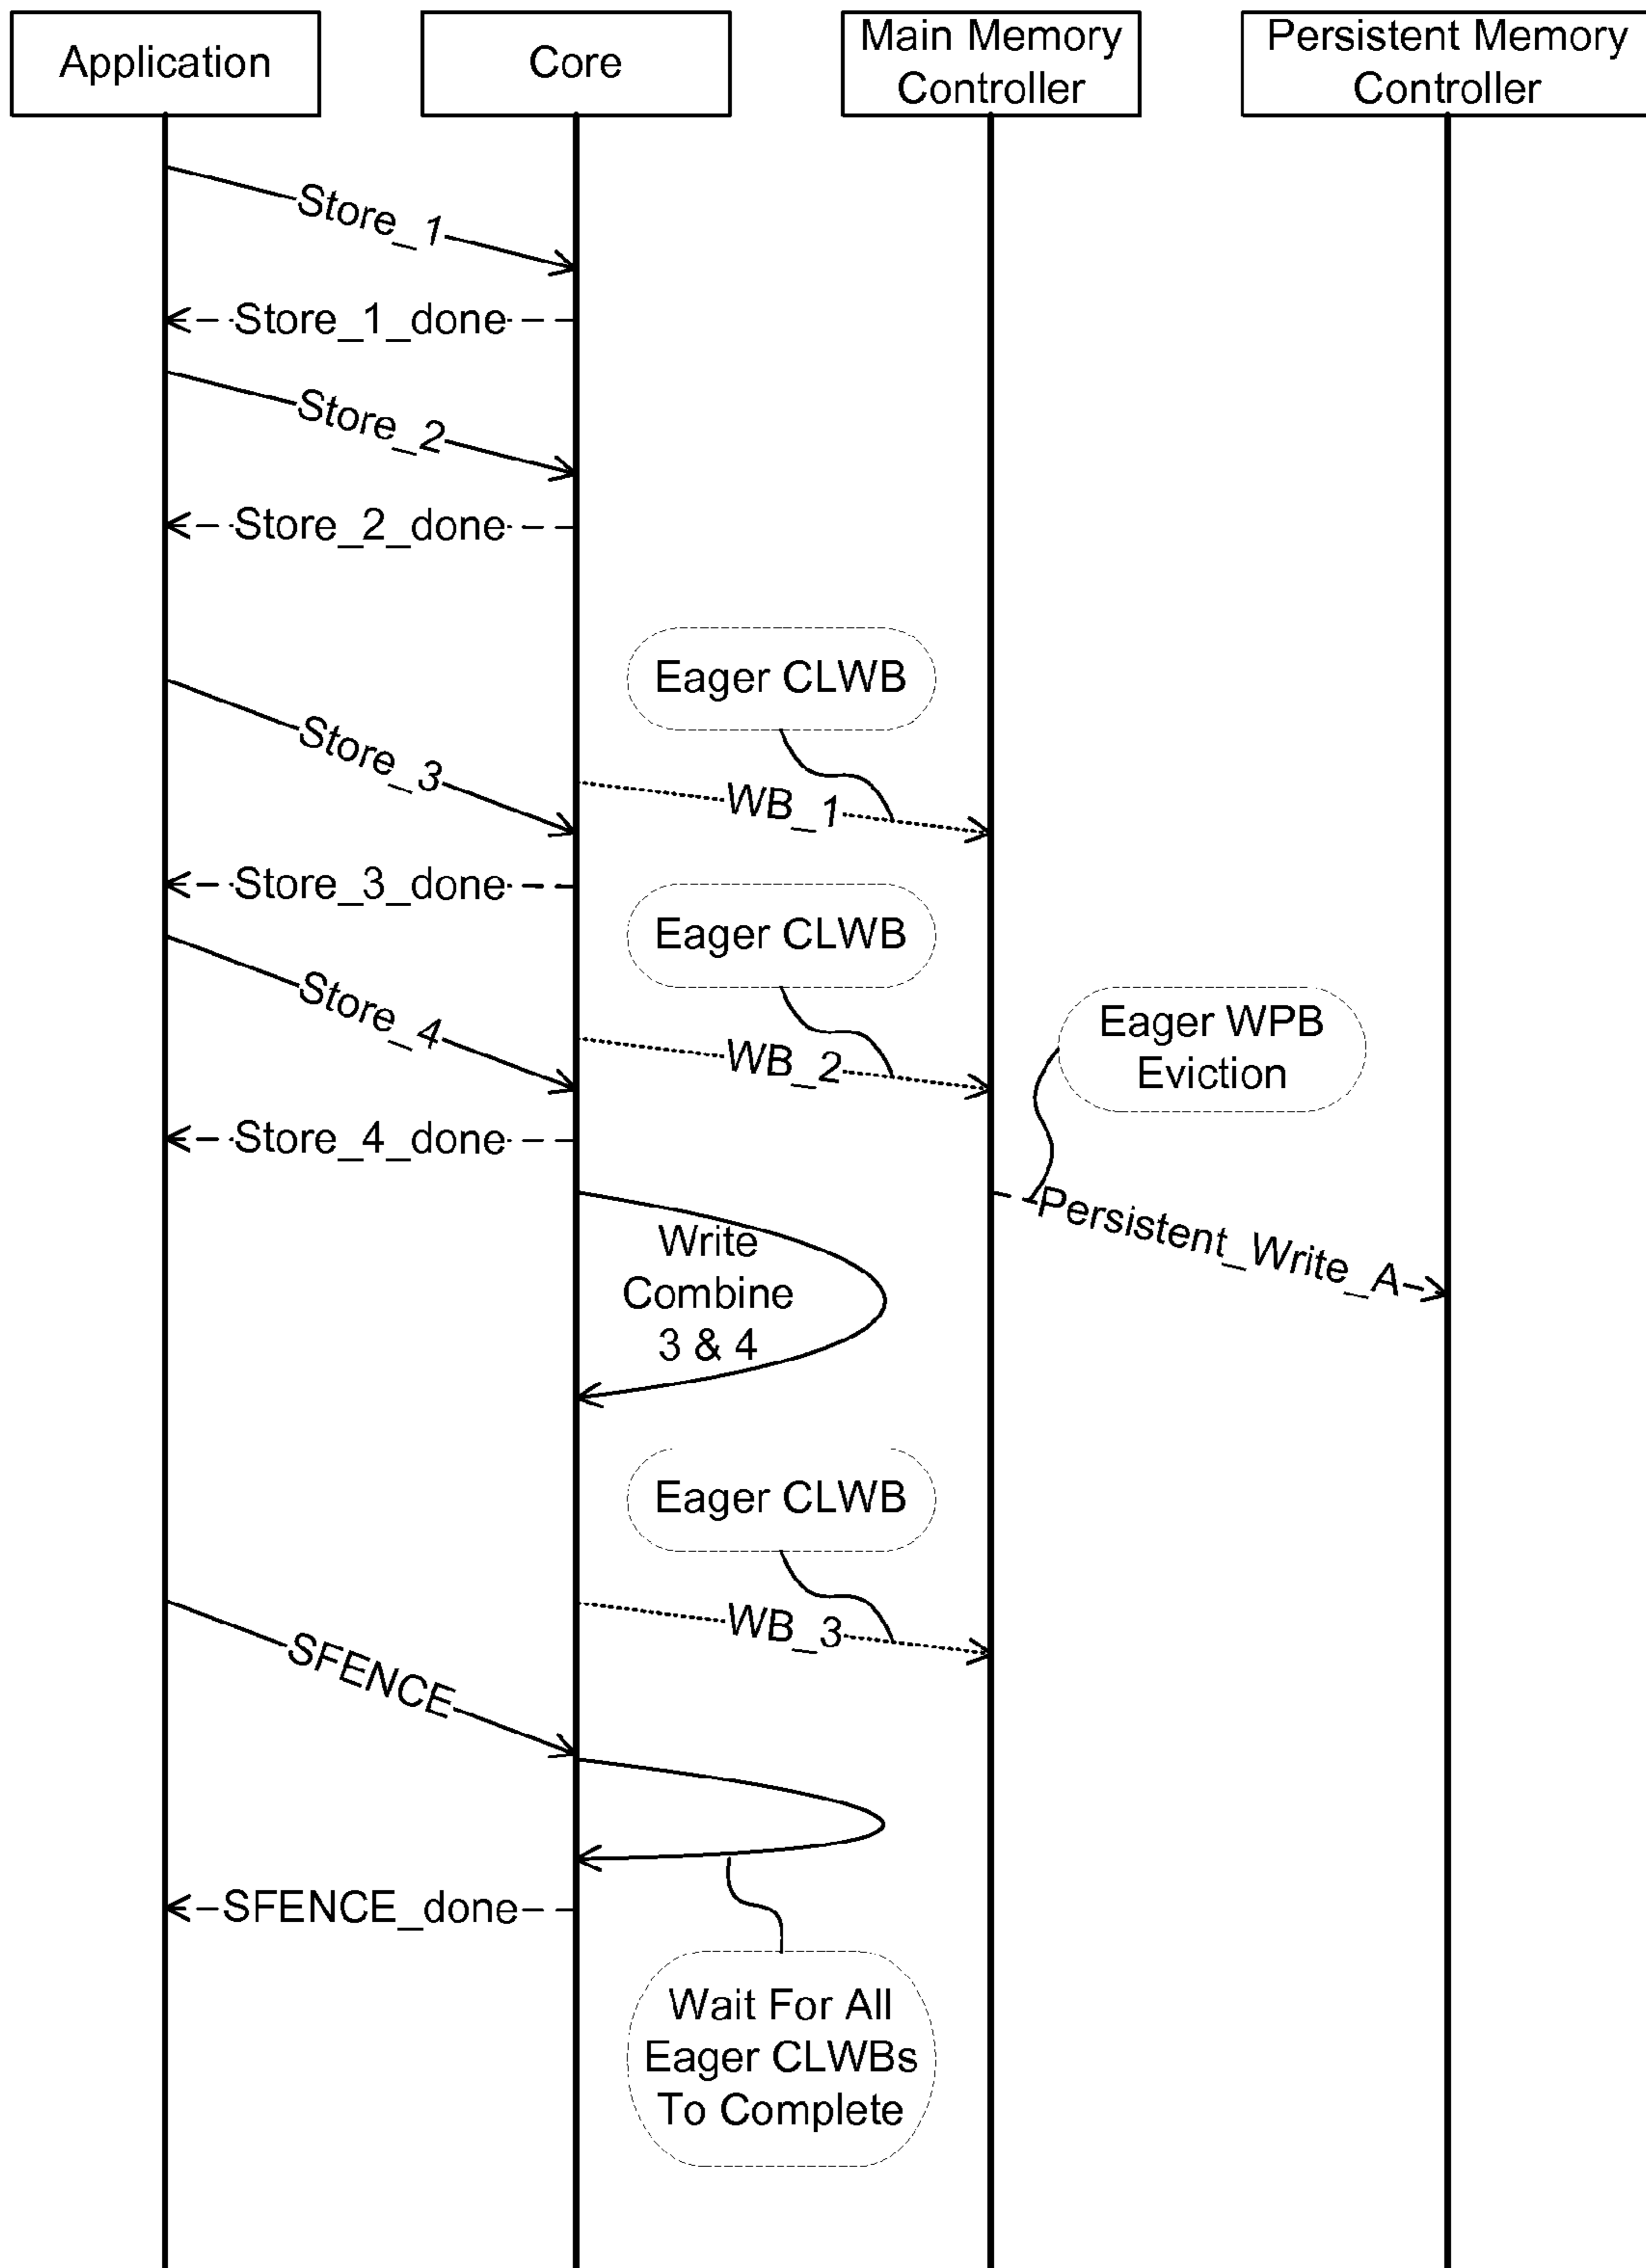 Application
Core
Main Memory
Controller
Persistent Memory
Controller
Store_1
Store_1_done
Store_2
Store_2_done
Eager CLWB
Store_3
WB_1
Store_3_done
Eager CLWB
Store_4
WB_2
Eager WPB
Eviction
Store_4_done
Persistent_Write_A
Write
Combine
3 & 4
Eager CLWB
WB_3
SFENCE
SFENCE_done
Wait For All
Eager CLWBs
To Complete